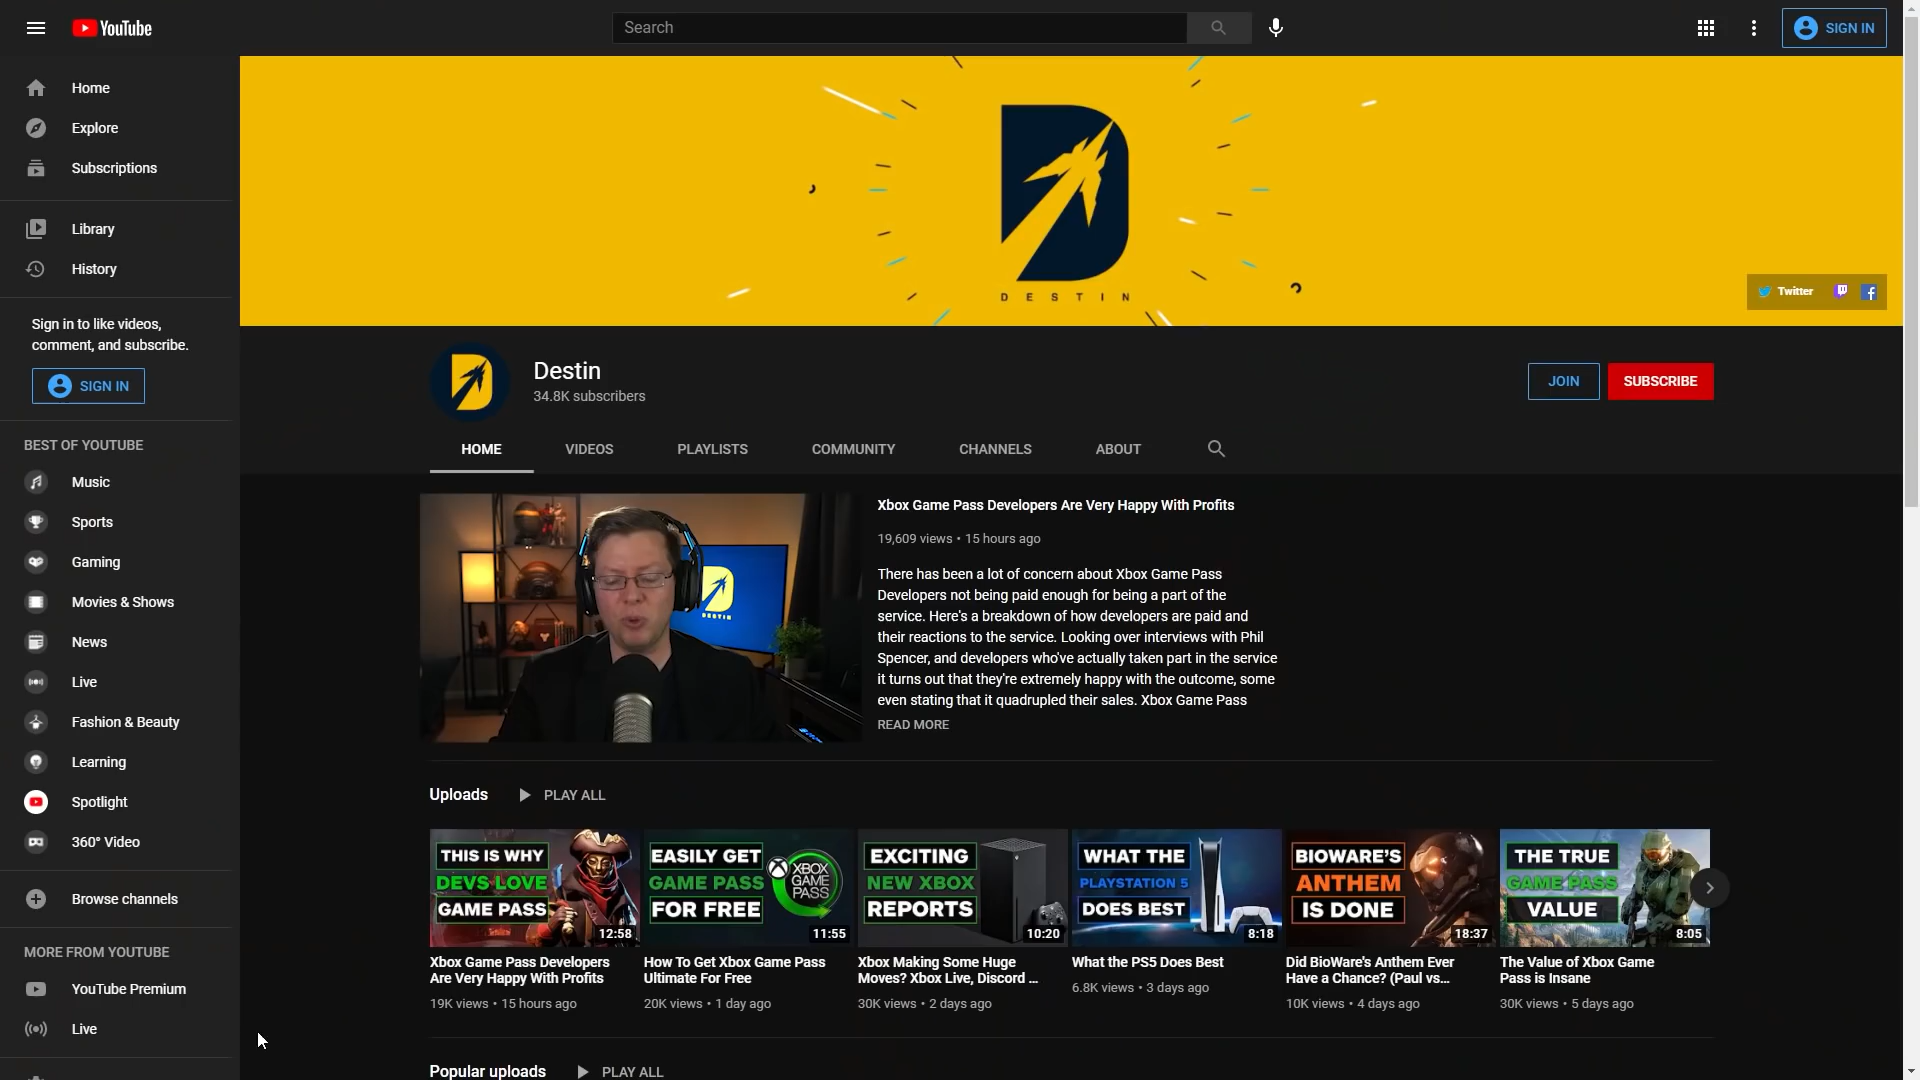 YouTube
Search
SIGN IN
Home
Explore
Subscriptions
Library
History
Sign in to like videos,
comment, and subscribe.
SIGN IN
BEST OF YOUTUBE
Music
Sports
Gaming
Movies & Shows
News
Live
Fashion & Beauty
Learning
Spotlight
360° Video
Browse channels
MORE FROM YOUTUBE
YouTube Premium
Live
DESTIN
Twitter
Destin
34.8K subscribers
JOIN
SUBSCRIBE
HOME
VIDEOS
PLAYLISTS
COMMUNITY
CHANNELS
ABOUT
DESTIN
Xbox Game Pass Developers Are Very Happy With Profits
19,609 views • 15 hours ago
There has been a lot of concern about Xbox Game Pass
Developers not being paid enough for being a part of the
service. Here's a breakdown of how developers are paid and
their reactions to the service. Looking over interviews with Phil
Spencer, and developers who've actually taken part in the service
it turns out that they're extremely happy with the outcome, some
even stating that it quadrupled their sales. Xbox Game Pass
READ MORE
Uploads
PLAY ALL
THIS IS WHY
DEVS LOVE
GAME PASS
12:58
Xbox Game Pass Developers
Are Very Happy With Profits
19K views • 15 hours ago
EASILY GET
GAME PASS
FOR FREE
XBOX
GAME
PASS
11:55
How To Get Xbox Game Pass
Ultimate For Free
20K views • 1 day ago
EXCITING
NEW XBOX
REPORTS
10:20
Xbox Making Some Huge
Moves? Xbox Live, Discord ...
30K views • 2 days ago
WHAT THE
PLAYSTATION 5
DOES BEST
8:18
What the PS5 Does Best
6.8K views • 3 days ago
BIOWARE'S
ANTHEM
IS DONE
18:37
Did BioWare's Anthem Ever
Have a Chance? (Paul vs...
10K views • 4 days ago
THE TRUE
GAME PASS
VALUE
8:05
The Value of Xbox Game
Pass is Insane
30K views • 5 days ago
Popular uploads
PLAY ALL